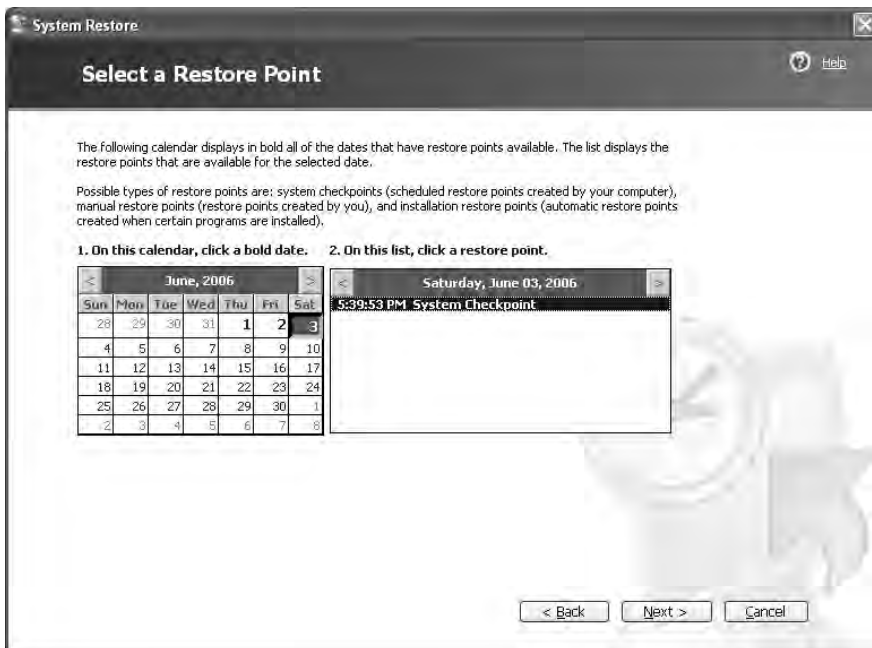 System Restore
Select a Restore Point
Help
The following calendar displays in bold all of the dates that have restore points available. The list displays the
restore points that are available for the selected date.
Possible types of restore points are: system checkpoints (scheduled restore points created by your computer),
manual restore points (restore points created by you), and installation restore points (automatic restore points
created when certain programs are installed).
1. On this calendar, click a bold date. 2. On this list, click a restore point.
< June, 2006 > < Saturday, June 03, 2006 >
Sun Mon Tue Wed Thu Fri Sat 5:39:53 PM System Checkpoint
28 29 30 31 1 2 3
4 5 6 7 8 9 10
11 12 13 14 15 16 17
18 19 20 21 22 23 24
25 26 27 28 29 30 1
2 3 4 5 6 7 8
< Back Next > Cancel